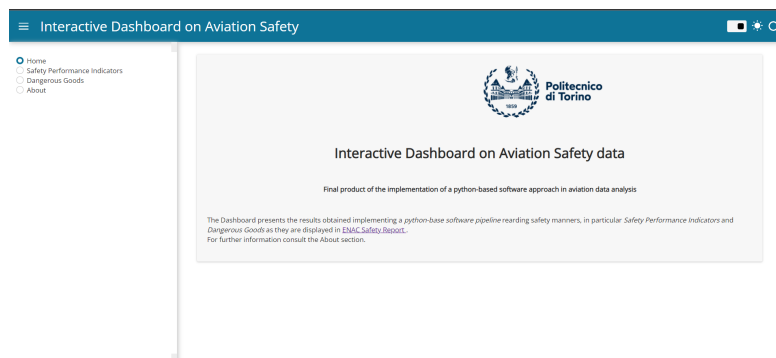 Interactive Dashboard on Aviation Safety
Home
Safety Performance Indicators
Dangerous Goods
About
1859
Politecnico
di Torino
Interactive Dashboard on Aviation Safety data
Final product of the implementation of a python-based software approach in aviation data analysis
The Dashboard presents the results obtained implementing a python-base software pipeline rearding safety manners, in particular Safety Performance Indicators and
Dangerous Goods as they are displayed in ENAC Safety Report .
For further information consult the About section.